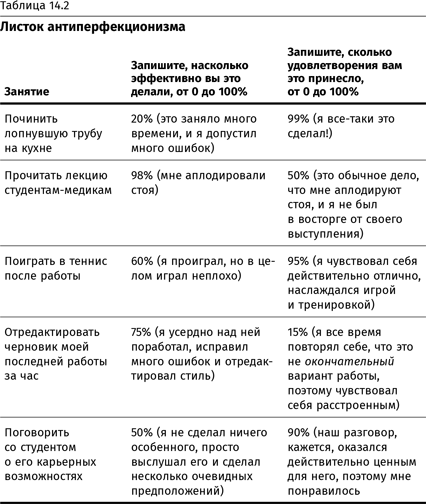 Таблица 14.2
Листок антиперфекционизма
Занятие
Запишите, насколько
эффективно вы это
делали, от 0 до 100%
Запишите, сколько
удовлетворения вам
это принесло,
от 0 до 100%
Починить
лопнувшую трубу
на кухне
20% (это заняло много
времени, и я допустил
много ошибок)
99% (я все-таки это
сделал!)
Прочитать лекцию
студентам-медикам
98% (мне аплодировали
стоя)
50% (это обычное дело,
что мне аплодируют
стоя, и я не был
в восторге от своего
выступления)
Поиграть в теннис
после работы
60% (я проиграл, но в це-
лом играл неплохо)
95% (я чувствовал себя
действительно отлично,
наслаждался игрой
и тренировкой)
Отредактировать
черновик моей
последней работы
за час
75% (я усердно над ней
поработал, исправил
много ошибок и отредак-
тировал стиль)
15% (я все время
повторял себе, что это
не окончательный
вариант работы,
поэтому чувствовал
себя расстроенным)
Поговорить
со студентом
о его карьерных
возможностях
50% (я не сделал ничего
особенного, просто
выслушал его и сделал
несколько очевидных
предположений)
90% (наш разговор,
кажется, оказался
действительно ценным
для него, поэтому мне
понравилось